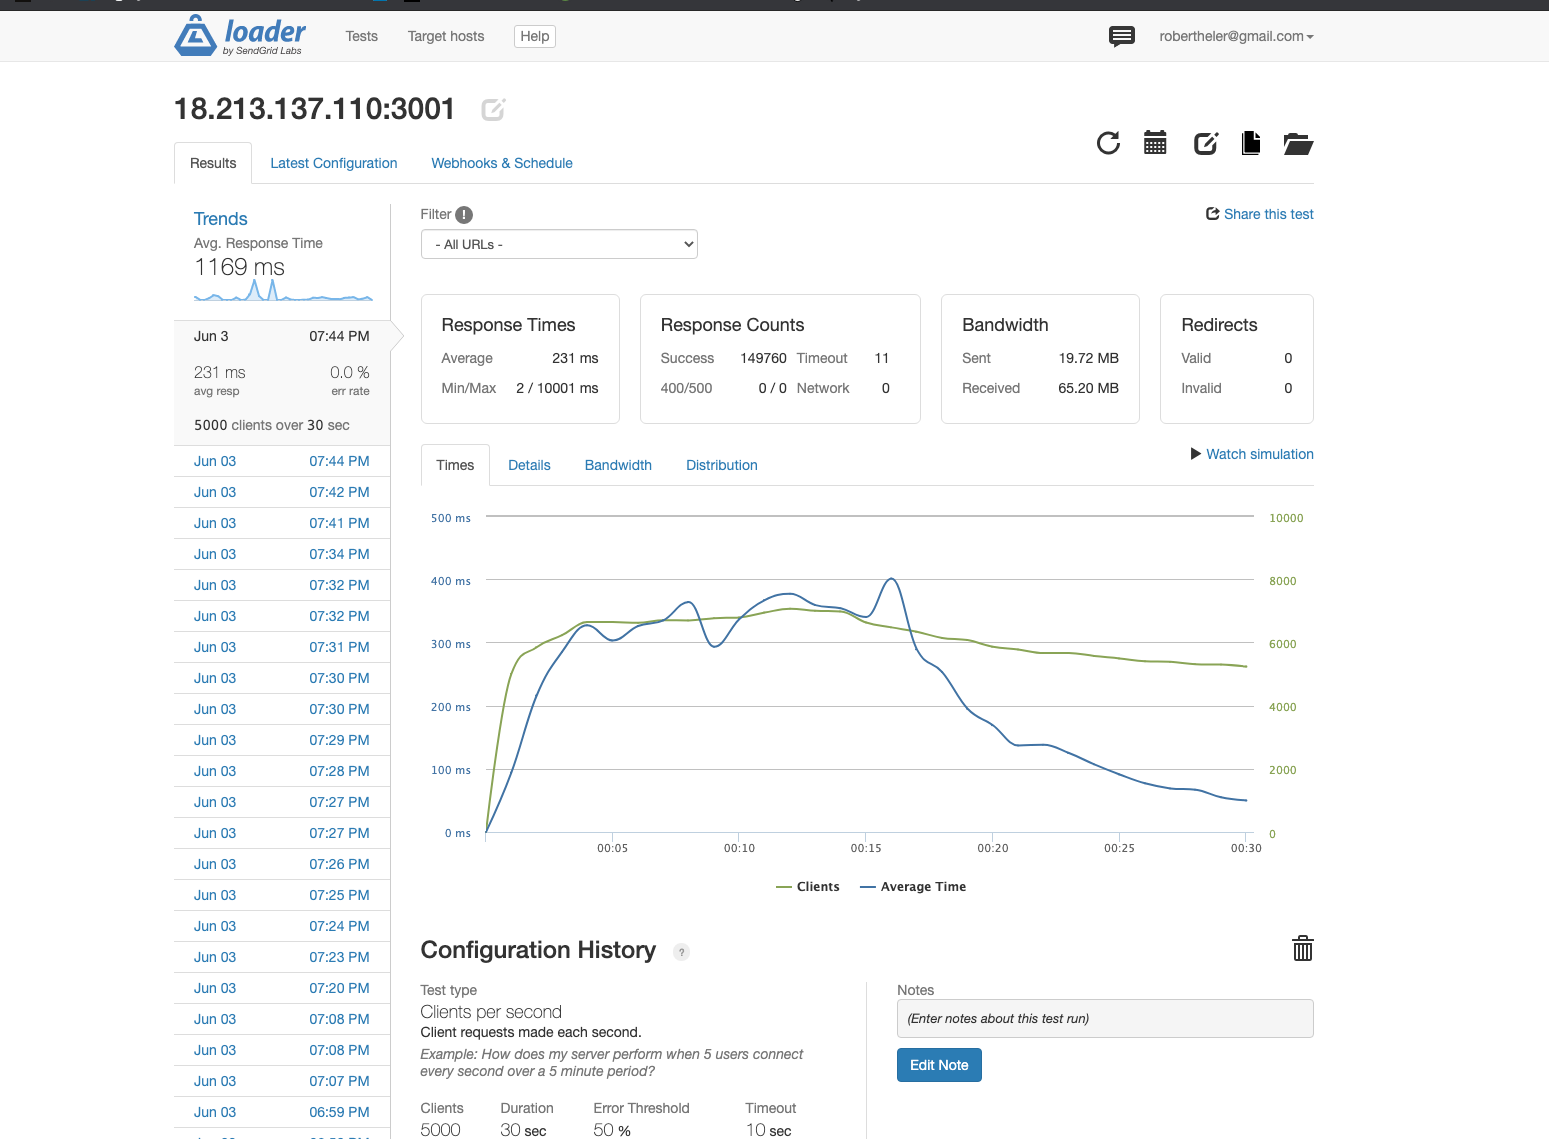 loader
by SendGrid Labs
Tests Target hosts Help
robertheler@gmail.com
18.213.137.110:3001
Results Latest Configuration Webhooks & Schedule
Trends
Avg. Response Time
1169 ms
Jun 3 07:44 PM
231 ms 0.0 %
avg resp err rate
5000 clients over 30 sec
Jun 03 07:44 PM
Jun 03 07:42 PM
Jun 03 07:41 PM
Jun 03 07:34 PM
Jun 03 07:32 PM
Jun 03 07:32 PM
Jun 03 07:31 PM
Jun 03 07:30 PM
Jun 03 07:30 PM
Jun 03 07:29 PM
Jun 03 07:28 PM
Jun 03 07:27 PM
Jun 03 07:27 PM
Jun 03 07:26 PM
Jun 03 07:25 PM
Jun 03 07:24 PM
Jun 03 07:23 PM
Jun 03 07:20 PM
Jun 03 07:08 PM
Jun 03 07:08 PM
Jun 03 07:07 PM
Jun 03 06:59 PM
Filter !
Share this test
- All URLs -
Response Times
Average 231 ms
Min/Max 2 / 10001 ms
Response Counts
Success 149760 Timeout 11
400/500 0 / 0 Network 0
Bandwidth
Sent 19.72 MB
Received 65.20 MB
Redirects
Valid 0
Invalid 0
Times Details Bandwidth Distribution
Watch simulation
500 ms 10000
400 ms 8000
300 ms 6000
200 ms 4000
100 ms 2000
0 ms 0
00:05 00:10 00:15 00:20 00:25 00:30
Clients Average Time
Configuration History ?
Test type
Clients per second
Client requests made each second.
Example: How does my server perform when 5 users connect
every second over a 5 minute period?
Clients Duration Error Threshold Timeout
5000 30 sec 50 % 10 sec
Notes
(Enter notes about this test run)
Edit Note